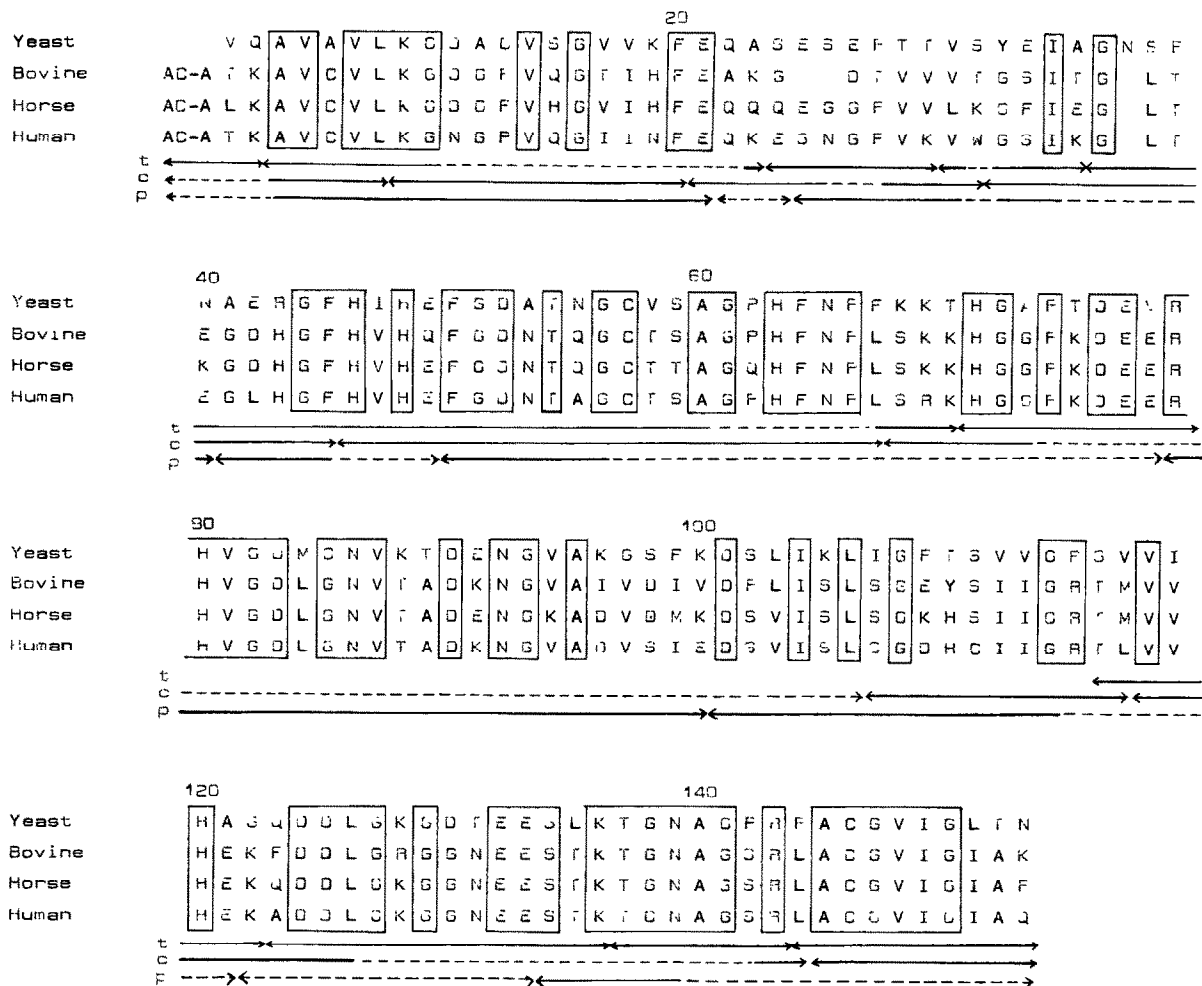 20
Yeast V Q A V A V L K G D A G V S G V V K F E Q A S E S E P T T V S Y E I A G N S F
Bovine AC-A T K A V C V L K G D G P V Q G T I H F E A K G D T V V V T G S I T G L T
Horse AC-A L K A V C V L K G D G P V H G V I H F E Q Q Q E G G F V V L K G F I E G L T
Human AC-A T K A V C V L K G N G P V Q G I I N F E Q K E S N G F V K V W G S I K G L T
t
c
p
40 60
Yeast N A E R G F H I H E F G D A T N G C V S A G P H F N F F K K T H G A F T D E V R
Bovine E G D H G F H V H Q F G D N T Q G C T S A G P H F N F L S K K H G G F K D E E R
Horse K G D H G F H V H E F G D N T Q G C T T A G Q H F N F L S K K H G G F K D E E R
Human E G L H G F H V H E F G D N T A G C T S A G F H F N F L S R K H G G F K D E E R
t
c
p
90 100
Yeast H V G D M G N V K T D E N G V A K G S F K D S L I K L I G F T S V V G F S V V I
Bovine H V G D L G N V T A D K N G V A I V D I V D F L I S L S G E Y S I I G R T M V V
Horse H V G D L G N V T A D E N G K A D V D M K D S V I S L S G K H S I I G R T M V V
Human H V G D L G N V T A D K N G V A D V S I E D S V I S L S G D H C I I G R T L V V
t
c
p
120 140
Yeast H A G Q D D L G K G D T E E S L K T G N A G P R F A C G V I G L T N
Bovine H E K F D D L G R G G N E E S T K T G N A G S R L A C G V I G I A K
Horse H E K Q D D L G K G G N E E S T K T G N A G S R L A C G V I G I A F
Human H E K A D D L G K G G N E E S T K T G N A G S R L A C G V I G I A Q
t
c
p